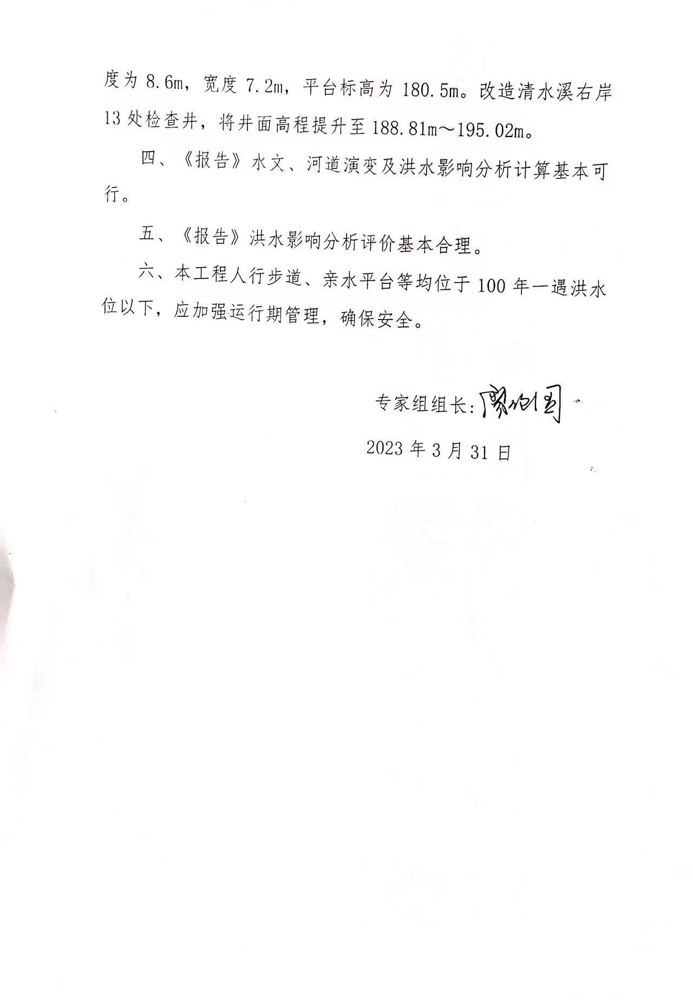 度为 8.6m，宽度 7.2m，平台标高为 180.5m。改造清水溪右岸
13 处检查井，将井面高程提升至 188.81m～195.02m。
四、《报告》水文、河道演变及洪水影响分析计算基本可
行。
五、《报告》洪水影响分析评价基本合理。
六、本工程人行步道、亲水平台等均位于 100 年一遇洪水
位以下，应加强运行期管理，确保安全。
专家组组长：
2023 年 3 月 31 日